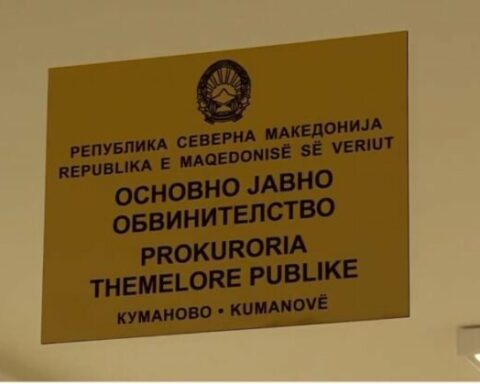 РЕПУБЛИКА СЕВЕРНА МАКЕДОНИЈА
REPUBLIKA E MAQEDONISË SË VERIUT
ОСНОВНО ЈАВНО
ОБВИНИТЕЛСТВО
PROKURORIA
THEMELORE PUBLIKE
КУМАНОВО • KUMANOVË